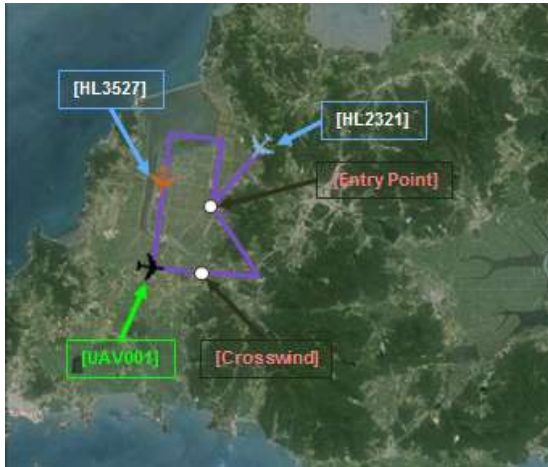 [HL3527]
[HL2321]
[Entry Point]
[UAV001]
[Crosswind]